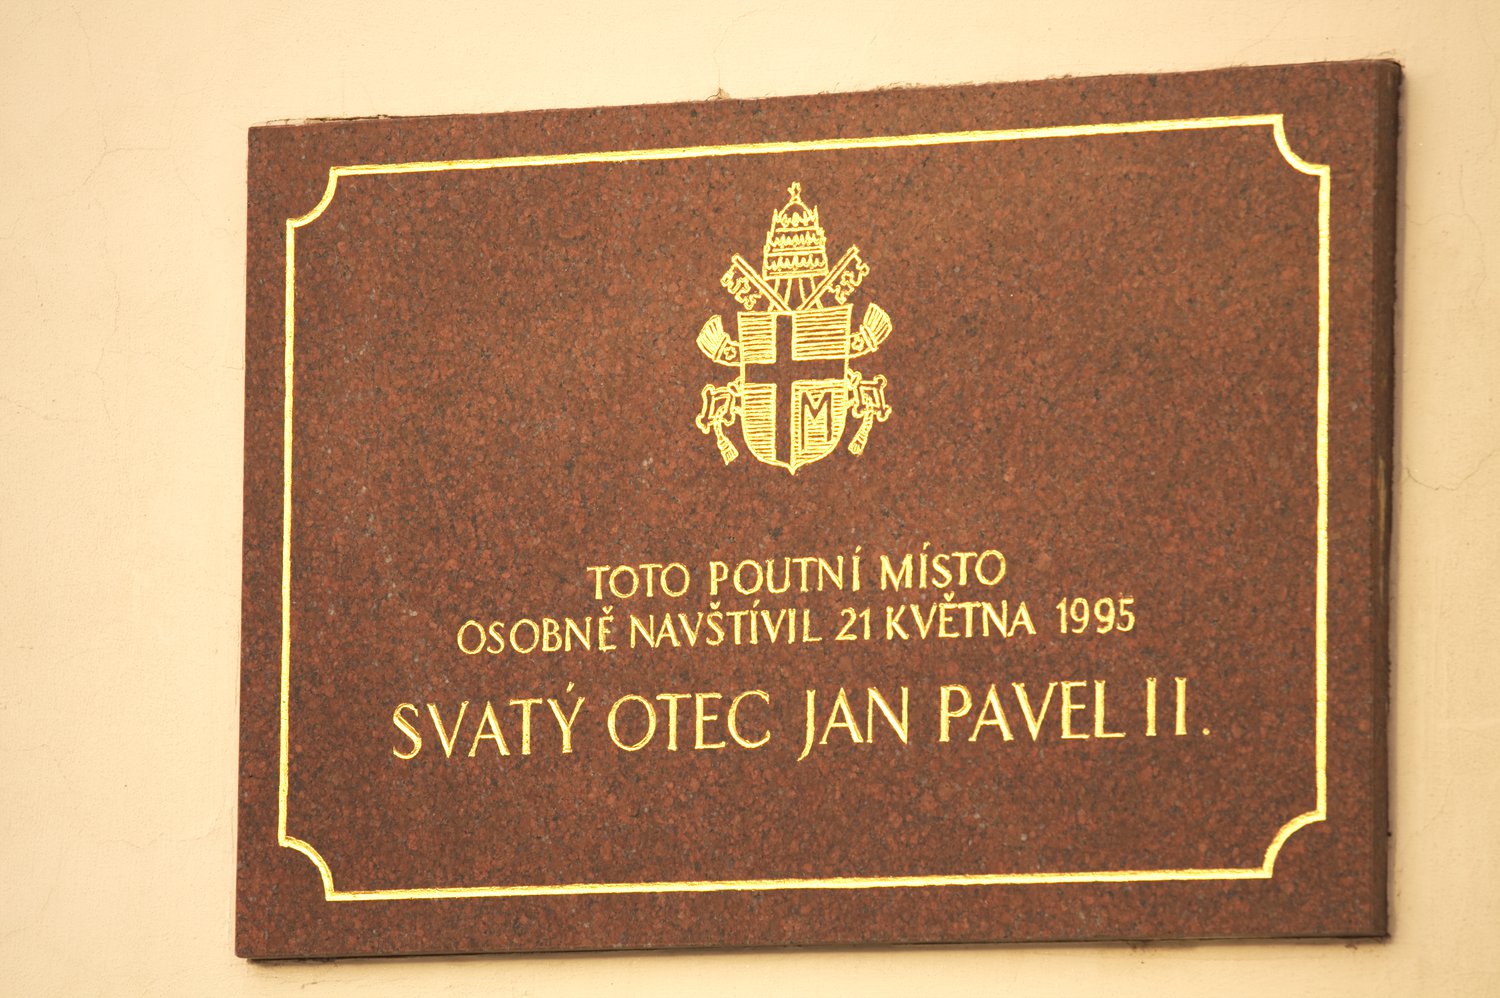 TOTO POUTNÍ MÍSTO
OSOBNĚ NAVŠTÍVIL 21 KVĚTNA 1995
SVATÝ OTEC JAN PAVEL II.